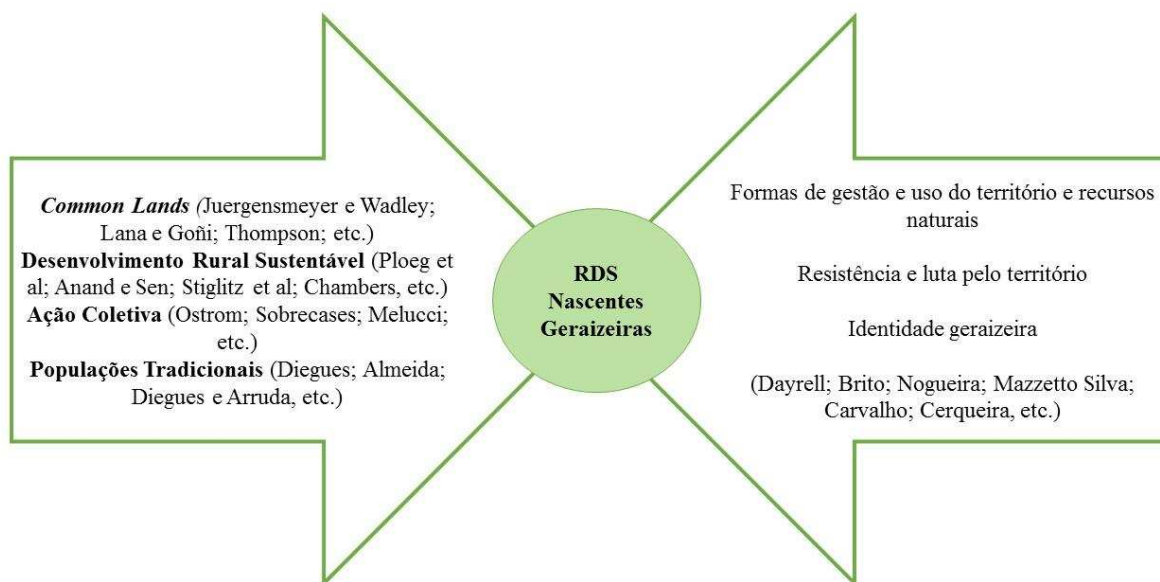 Common Lands (Juergensmeyer e Wadley;
Lana e Goñi; Thompson; etc.)
Desenvolvimento Rural Sustentável (Ploeg et
al; Anand e Sen; Stiglitz et al; Chambers, etc.)
Ação Coletiva (Ostrom; Sobrecases; Melucci;
etc.)
Populações Tradicionais (Diegues; Almeida;
Diegues e Arruda, etc.)
RDS
Nascentes
Geraizeiras
Formas de gestão e uso do território e recursos
naturais
Resistência e luta pelo território
Identidade geraizeira
(Dayrell; Brito; Nogueira; Mazzetto Silva;
Carvalho; Cerqueira, etc.)